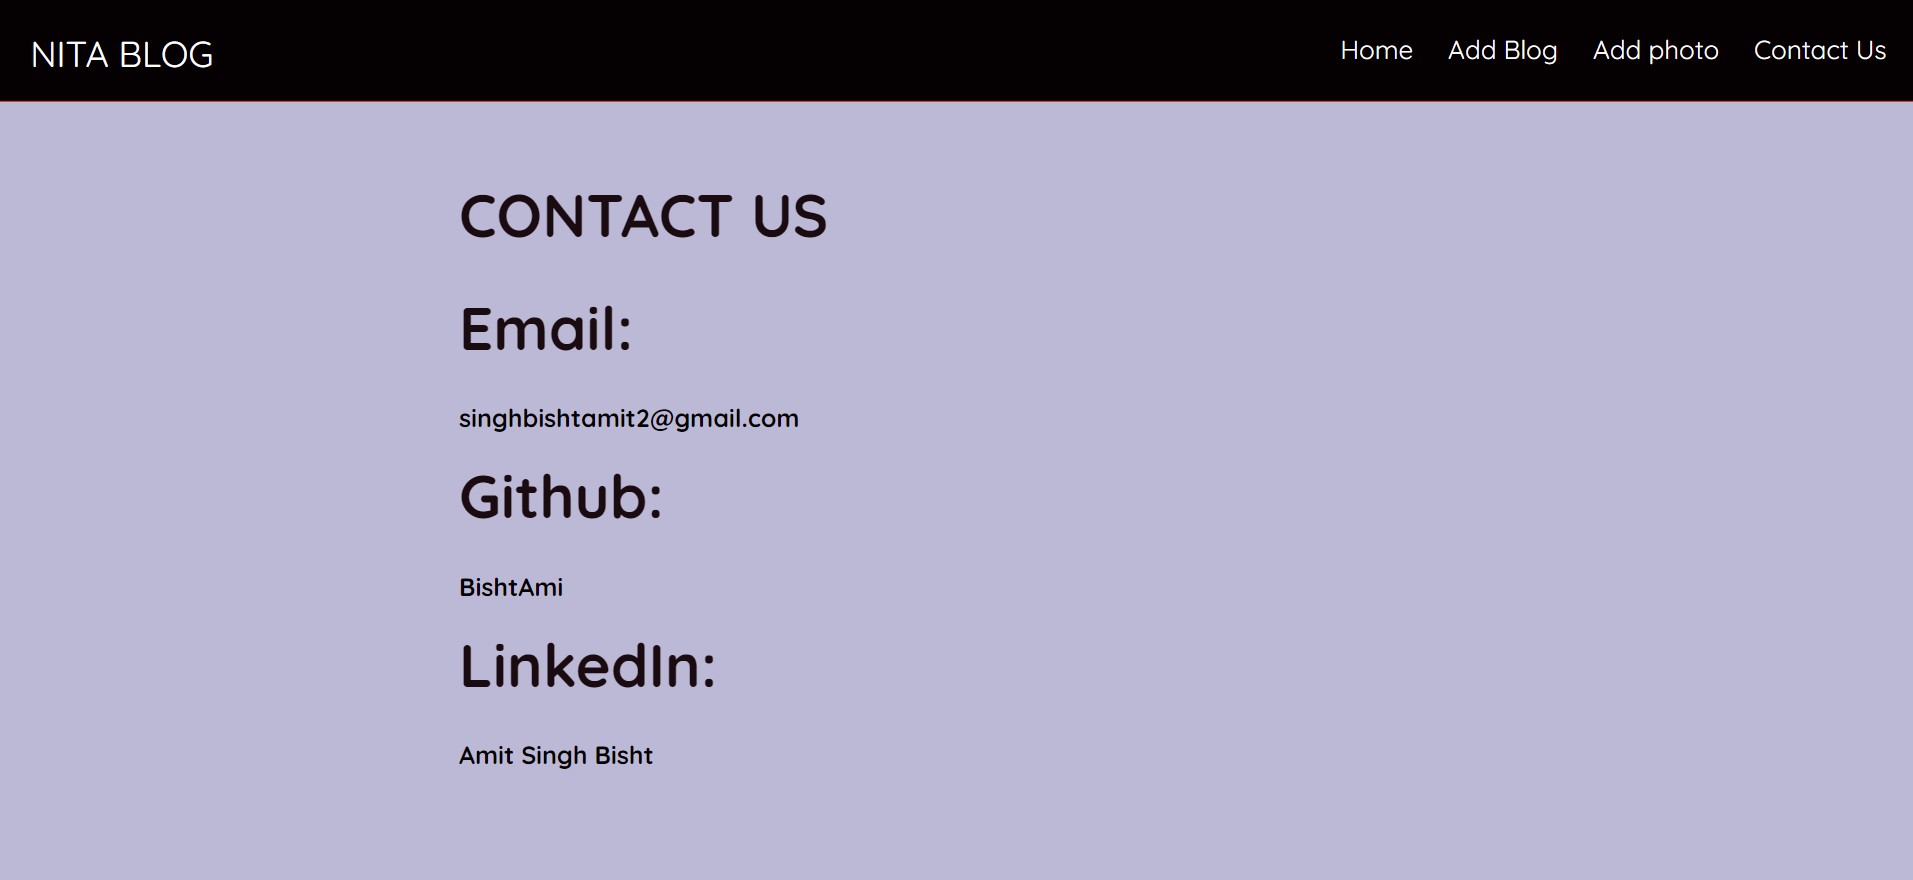 NITA BLOG
Home Add Blog Add photo Contact Us
CONTACT US
Email:
singhbishtamit2@gmail.com
Github:
BishtAmi
LinkedIn:
Amit Singh Bisht